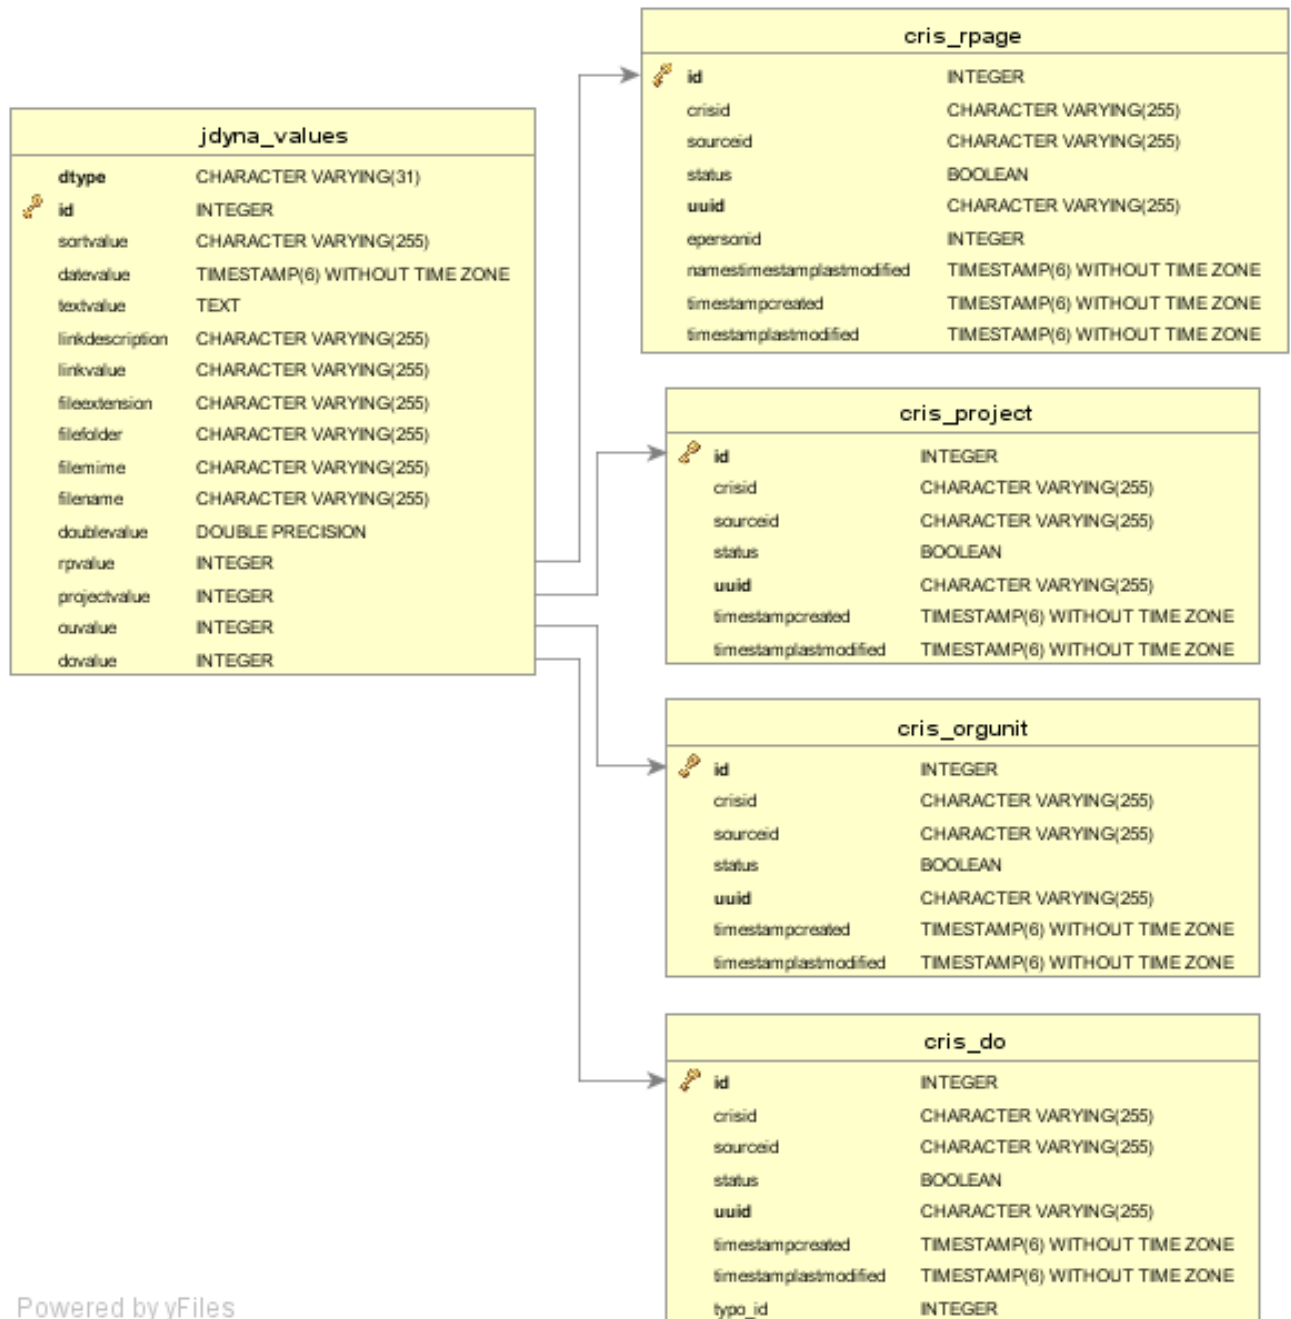 jdyna_values
dtype CHARACTER VARYING(31)
id INTEGER
sortvalue CHARACTER VARYING(255)
datevalue TIMESTAMP(6) WITHOUT TIME ZONE
textvalue TEXT
linkdescription CHARACTER VARYING(255)
linkvalue CHARACTER VARYING(255)
fileextension CHARACTER VARYING(255)
filefolder CHARACTER VARYING(255)
filemime CHARACTER VARYING(255)
filename CHARACTER VARYING(255)
doublevalue DOUBLE PRECISION
rpvalue INTEGER
projectvalue INTEGER
ouvalue INTEGER
dovalue INTEGER
cris_rpage
id INTEGER
crisid CHARACTER VARYING(255)
sourceid CHARACTER VARYING(255)
status BOOLEAN
uuid CHARACTER VARYING(255)
epersonid INTEGER
namestimestamplastmodified TIMESTAMP(6) WITHOUT TIME ZONE
timestampcreated TIMESTAMP(6) WITHOUT TIME ZONE
timestamplastmodified TIMESTAMP(6) WITHOUT TIME ZONE
cris_project
id INTEGER
crisid CHARACTER VARYING(255)
sourceid CHARACTER VARYING(255)
status BOOLEAN
uuid CHARACTER VARYING(255)
timestampcreated TIMESTAMP(6) WITHOUT TIME ZONE
timestamplastmodified TIMESTAMP(6) WITHOUT TIME ZONE
cris_orgunit
id INTEGER
crisid CHARACTER VARYING(255)
sourceid CHARACTER VARYING(255)
status BOOLEAN
uuid CHARACTER VARYING(255)
timestampcreated TIMESTAMP(6) WITHOUT TIME ZONE
timestamplastmodified TIMESTAMP(6) WITHOUT TIME ZONE
cris_do
id INTEGER
crisid CHARACTER VARYING(255)
sourceid CHARACTER VARYING(255)
status BOOLEAN
uuid CHARACTER VARYING(255)
timestampcreated TIMESTAMP(6) WITHOUT TIME ZONE
timestamplastmodified TIMESTAMP(6) WITHOUT TIME ZONE
typo_id INTEGER
Powered by yFiles